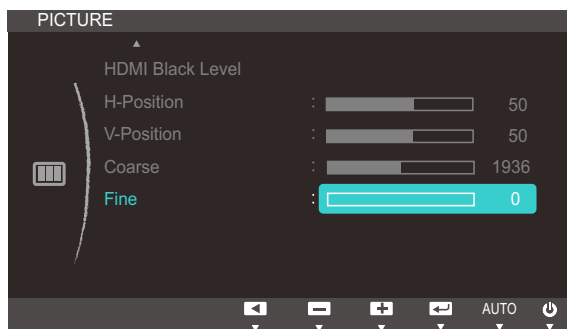 PICTURE
HDMI Black Level
H-Position : 50
V-Position : 50
Coarse : 1936
Fine : 0
AUTO